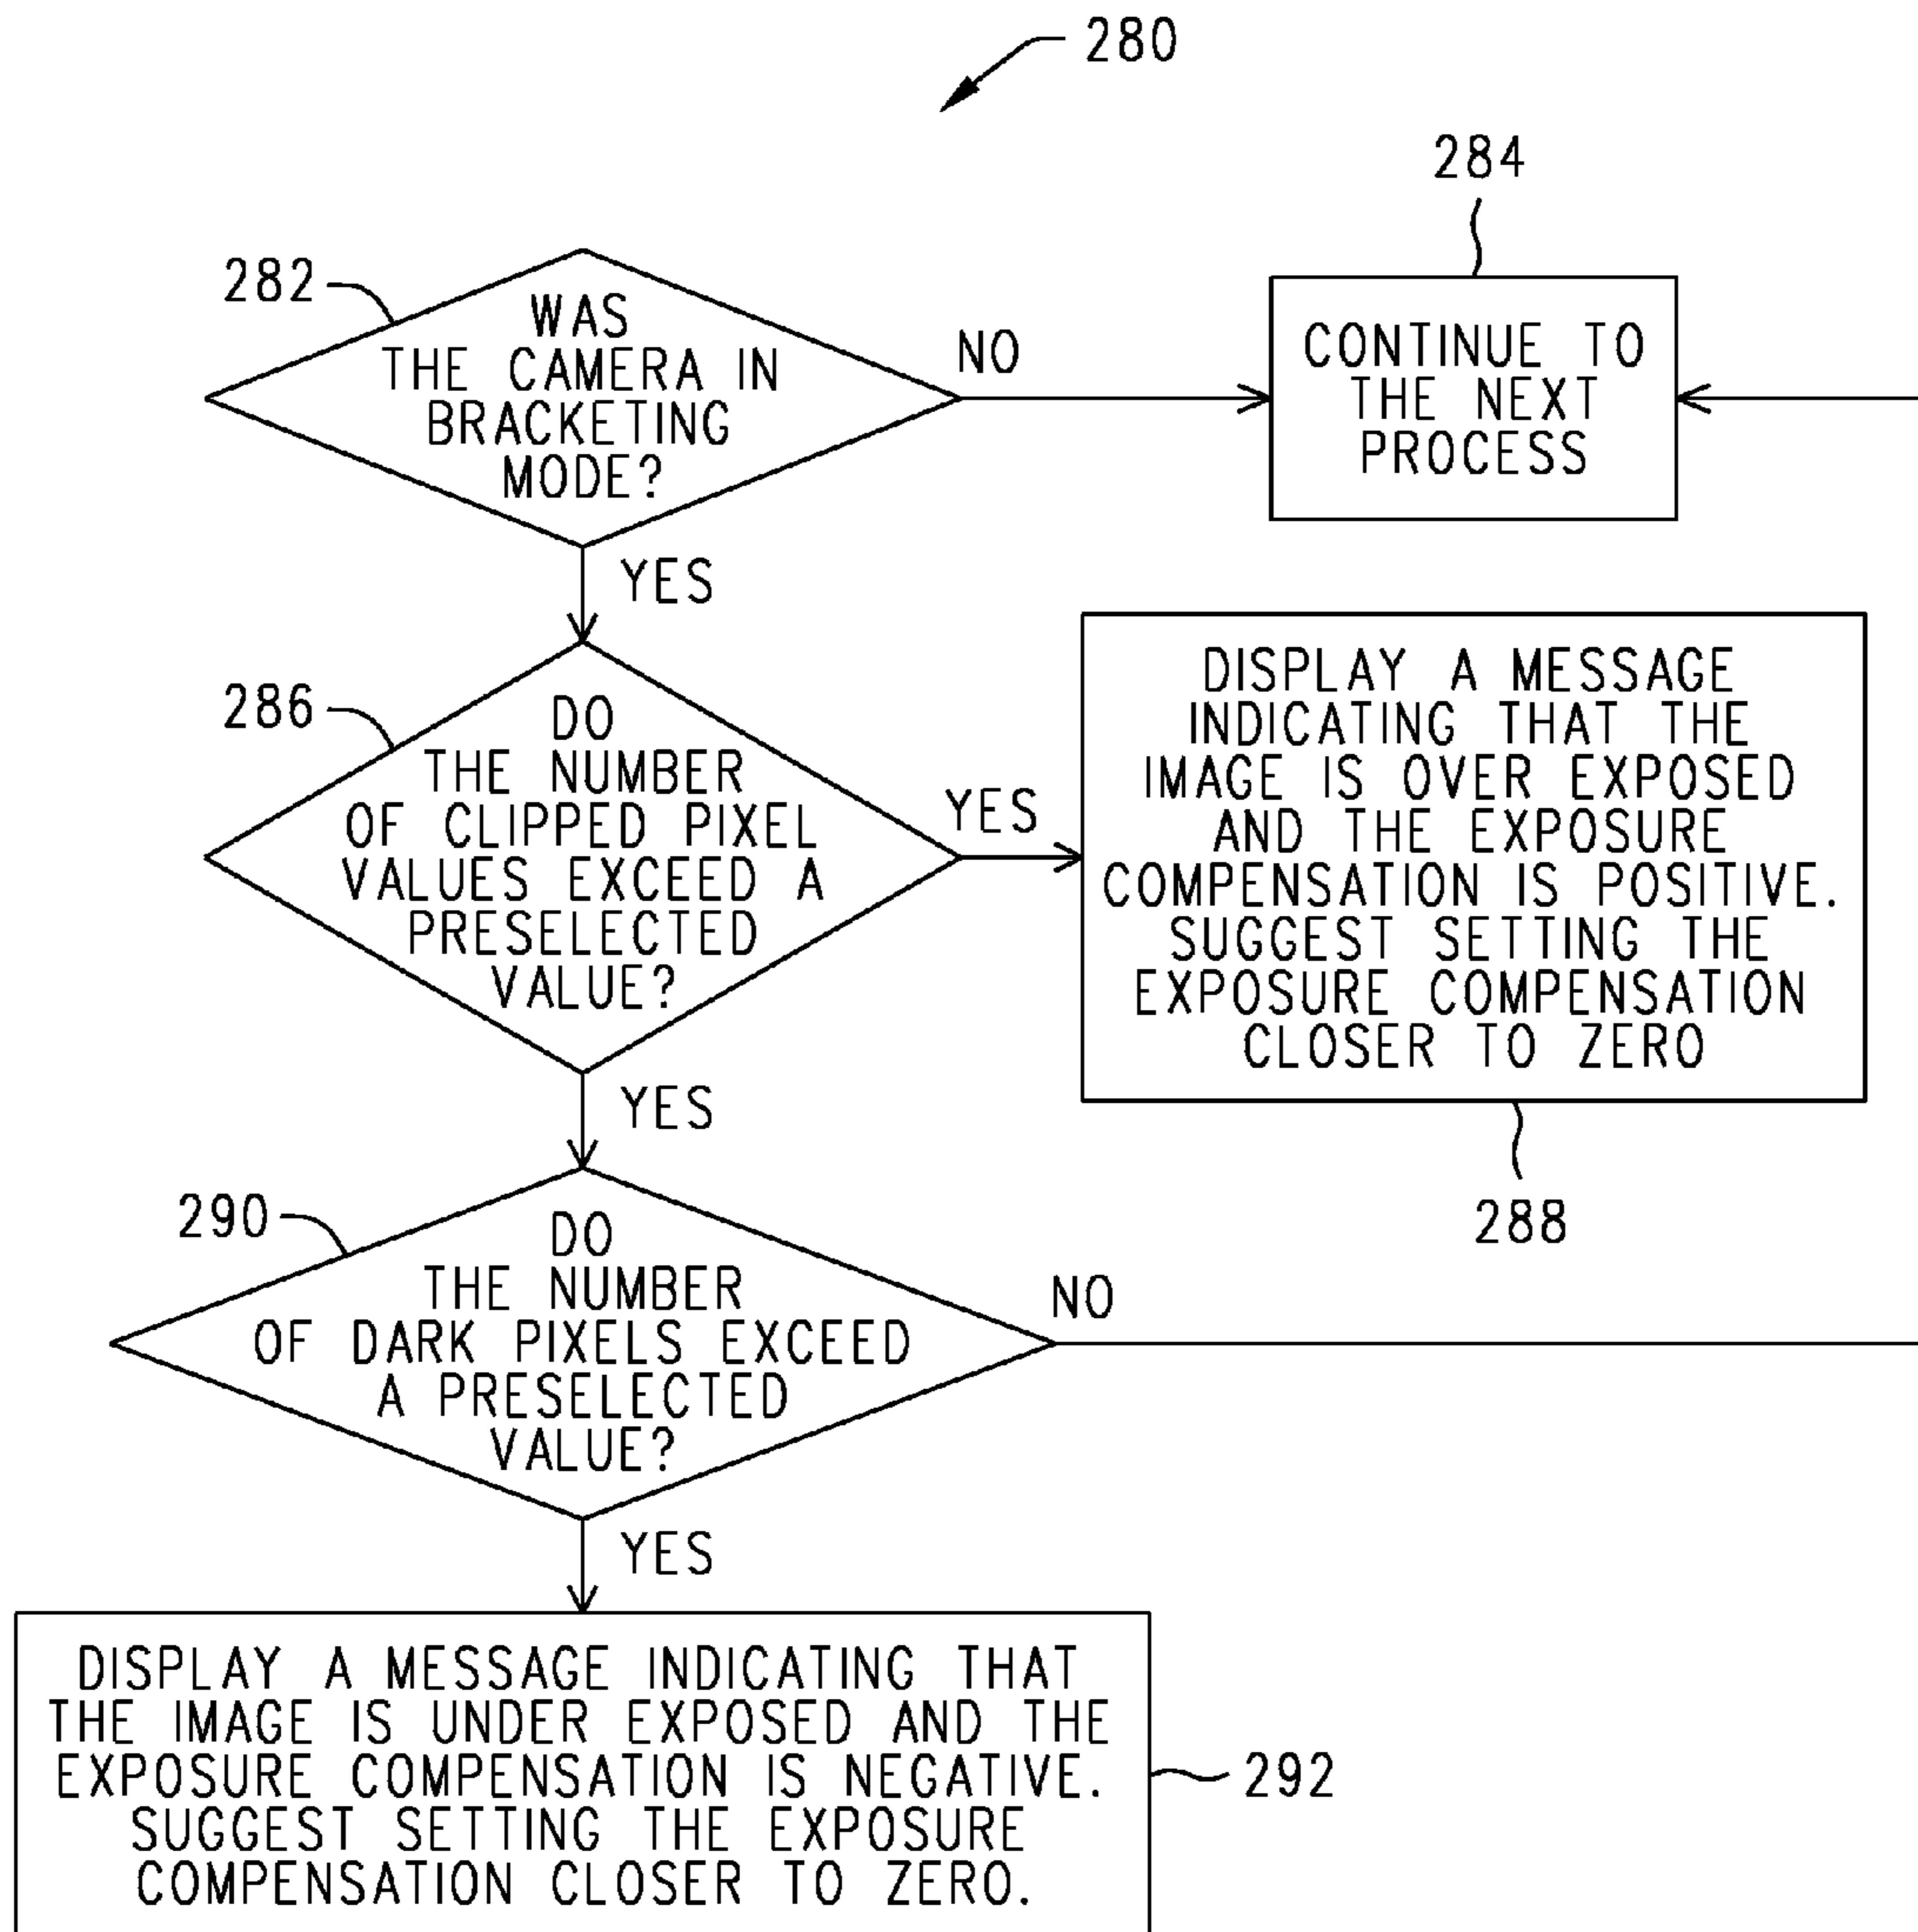 280
284
282
WAS
THE CAMERA IN
BRACKETING
MODE?
NO
CONTINUE TO
THE NEXT
PROCESS
YES
286
DO
THE NUMBER
OF CLIPPED PIXEL
VALUES EXCEED A
PRESELECTED
VALUE?
YES
DISPLAY A MESSAGE
INDICATING THAT THE
IMAGE IS OVER EXPOSED
AND THE EXPOSURE
COMPENSATION IS POSITIVE.
SUGGEST SETTING THE
EXPOSURE COMPENSATION
CLOSER TO ZERO
288
YES
290
DO
THE NUMBER
OF DARK PIXELS EXCEED
A PRESELECTED
VALUE?
NO
YES
DISPLAY A MESSAGE INDICATING THAT
THE IMAGE IS UNDER EXPOSED AND THE
EXPOSURE COMPENSATION IS NEGATIVE.
SUGGEST SETTING THE EXPOSURE
COMPENSATION CLOSER TO ZERO.
292